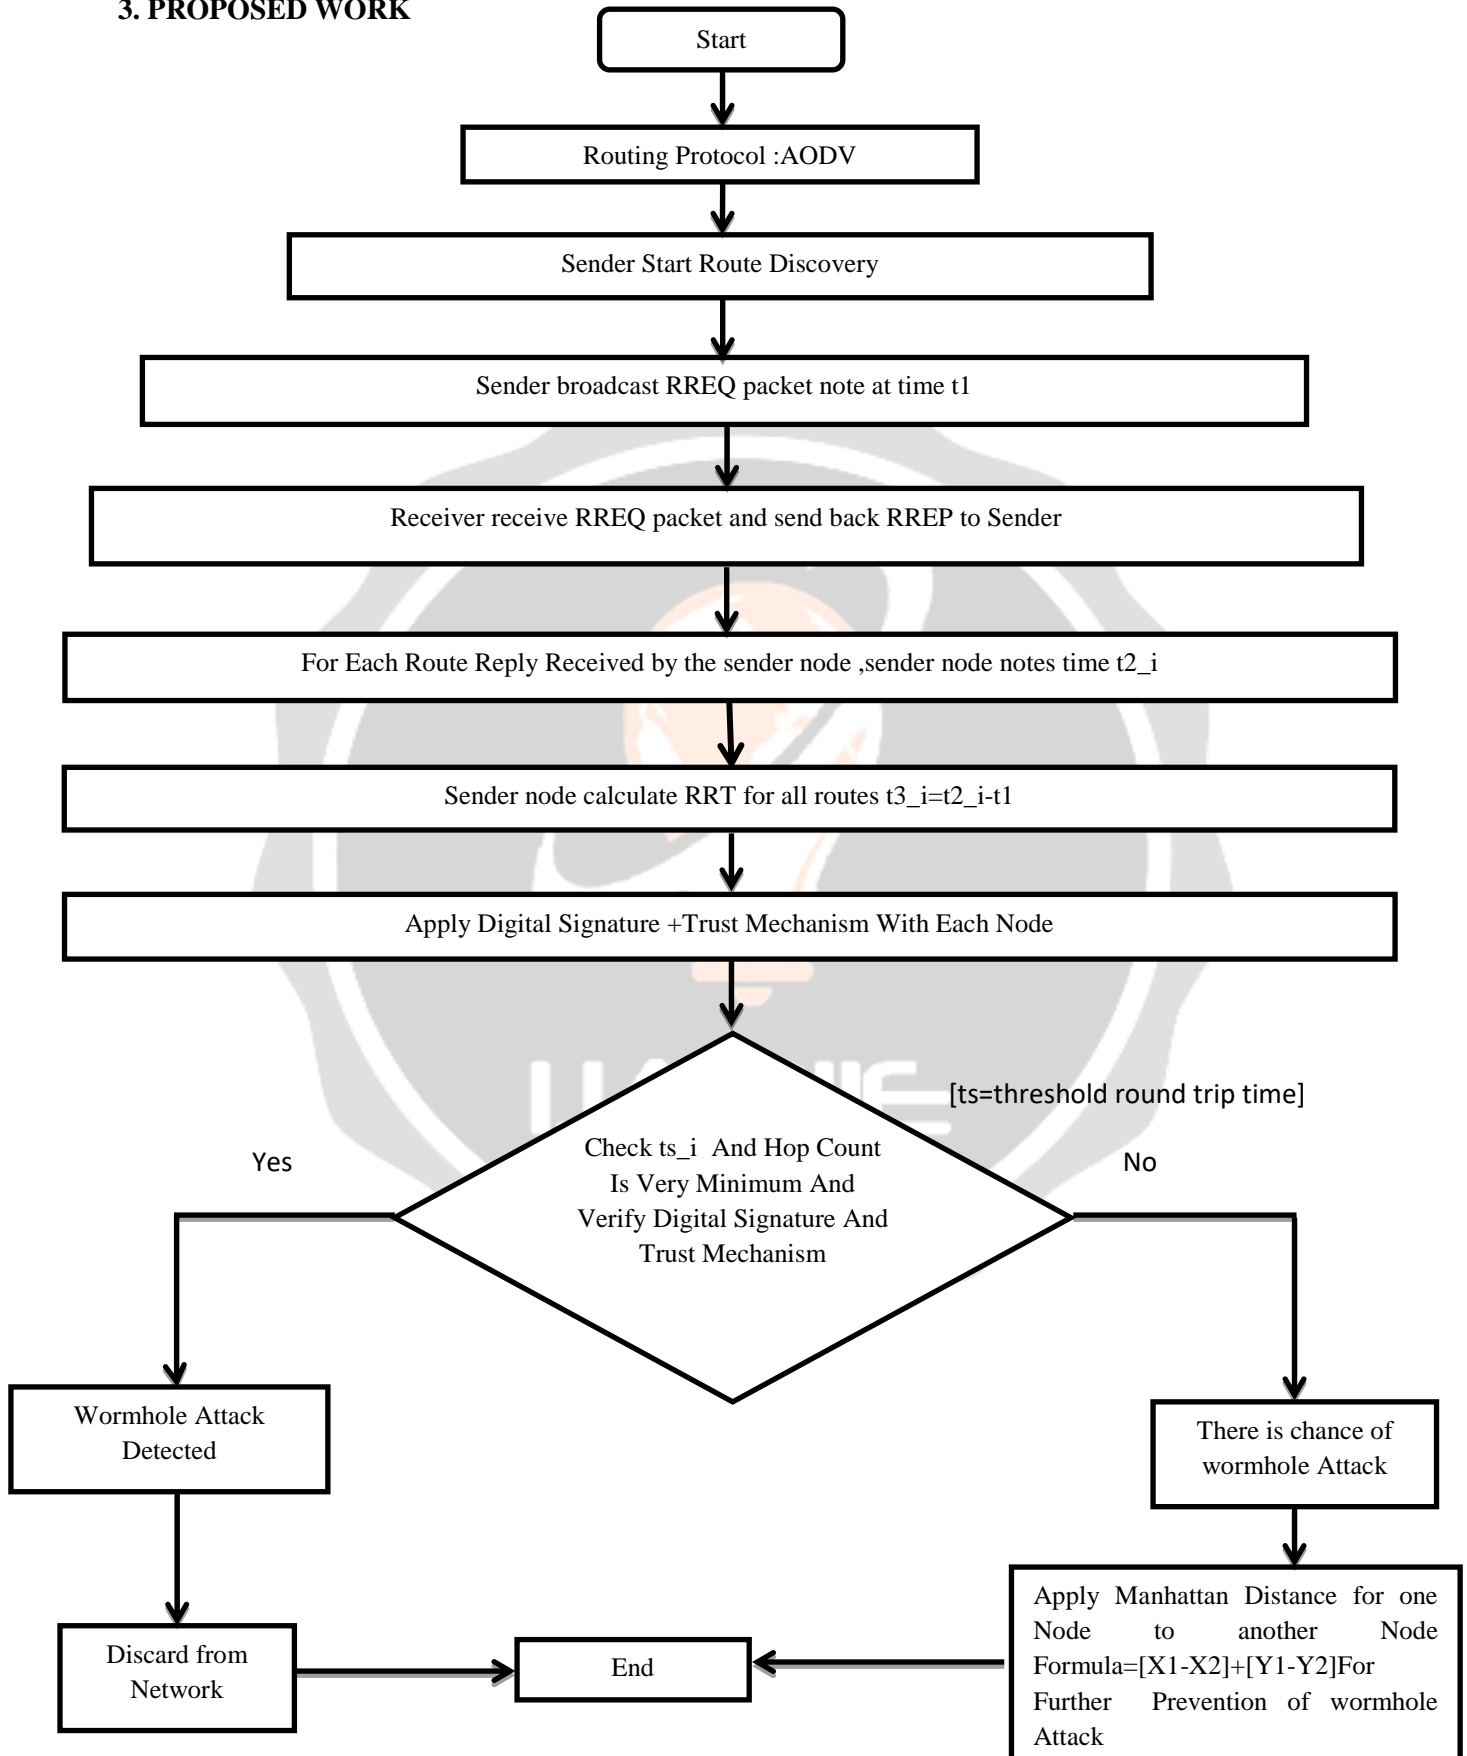 3. PROPOSED WORK
Start
Routing Protocol :AODV
Sender Start Route Discovery
Sender broadcast RREQ packet note at time t1
Receiver receive RREQ packet and send back RREP to Sender
For Each Route Reply Received by the sender node ,sender node notes time t2_i
Sender node calculate RRT for all routes t3_i=t2_i-t1
Apply Digital Signature +Trust Mechanism With Each Node
[ts=threshold round trip time]
Check ts_i And Hop Count
Is Very Minimum And
Verify Digital Signature And
Trust Mechanism
Yes
No
Wormhole Attack
Detected
There is chance of
wormhole Attack
Discard from
Network
End
Apply Manhattan Distance for one
Node to another Node
Formula=[X1-X2]+[Y1-Y2]For
Further Prevention of wormhole
Attack